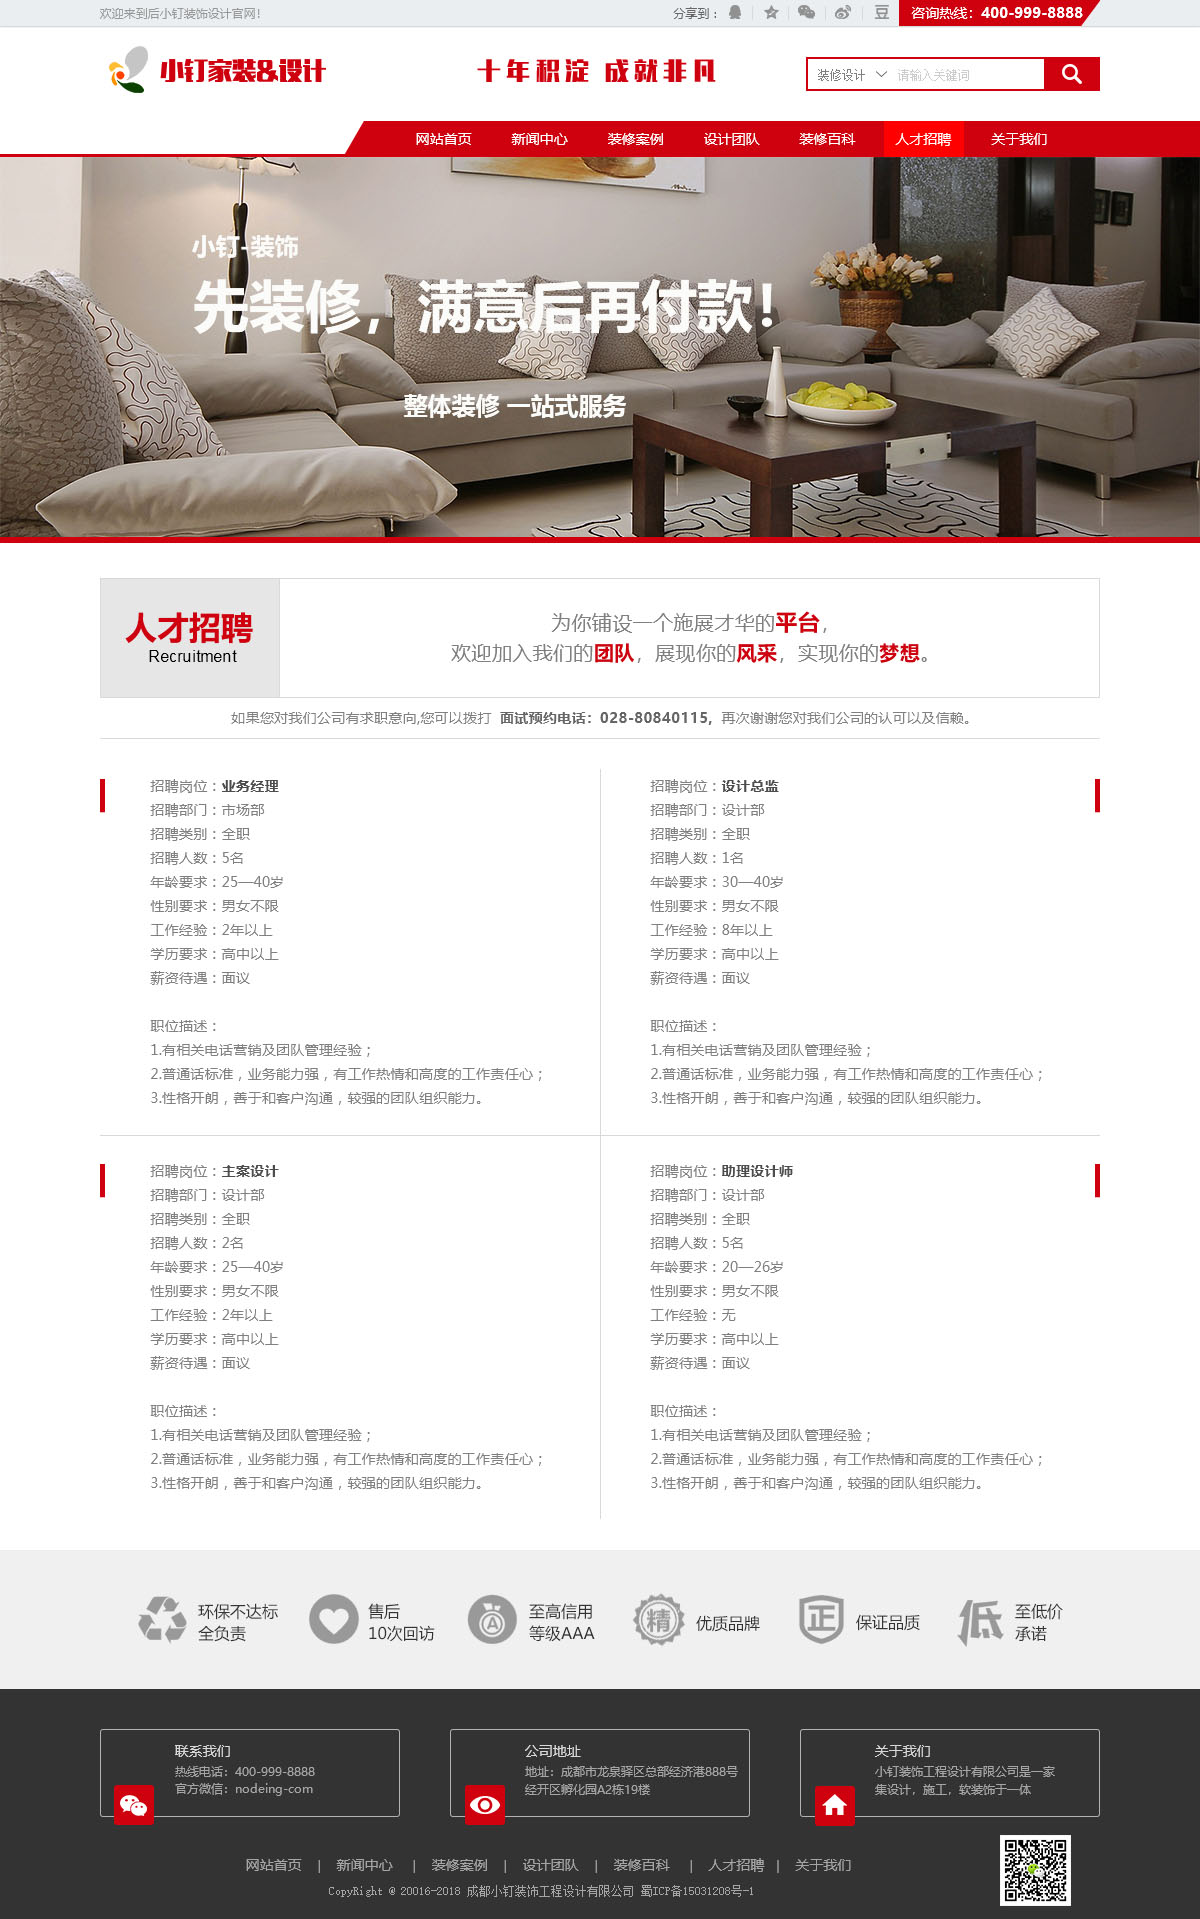 欢迎来到后小钉装饰设计官网!
分享到：
咨询热线：400-999-8888
小钉家装&设计
十年积淀 成就非凡
装修设计 请输入关键词
网站首页 新闻中心 装修案例 设计团队 装修百科 人才招聘 关于我们
小钉-装饰
先装修，满意后再付款！
整体装修 一站式服务
人才招聘
Recruitment
为你铺设一个施展才华的平台，
欢迎加入我们的团队，展现你的风采，实现你的梦想。
如果您对我们公司有求职意向,您可以拨打 面试预约电话：028-80840115，再次谢谢您对我们公司的认可以及信赖。
招聘岗位：业务经理
招聘部门：市场部
招聘类别：全职
招聘人数：5名
年龄要求：25—40岁
性别要求：男女不限
工作经验：2年以上
学历要求：高中以上
薪资待遇：面议
职位描述：
1.有相关电话营销及团队管理经验；
2.普通话标准，业务能力强，有工作热情和高度的工作责任心；
3.性格开朗，善于和客户沟通，较强的团队组织能力。
招聘岗位：设计总监
招聘部门：设计部
招聘类别：全职
招聘人数：1名
年龄要求：30—40岁
性别要求：男女不限
工作经验：8年以上
学历要求：高中以上
薪资待遇：面议
职位描述：
1.有相关电话营销及团队管理经验；
2.普通话标准，业务能力强，有工作热情和高度的工作责任心；
3.性格开朗，善于和客户沟通，较强的团队组织能力。
招聘岗位：主案设计
招聘部门：设计部
招聘类别：全职
招聘人数：2名
年龄要求：25—40岁
性别要求：男女不限
工作经验：2年以上
学历要求：高中以上
薪资待遇：面议
职位描述：
1.有相关电话营销及团队管理经验；
2.普通话标准，业务能力强，有工作热情和高度的工作责任心；
3.性格开朗，善于和客户沟通，较强的团队组织能力。
招聘岗位：助理设计师
招聘部门：设计部
招聘类别：全职
招聘人数：5名
年龄要求：20—26岁
性别要求：男女不限
工作经验：无
学历要求：高中以上
薪资待遇：面议
职位描述：
1.有相关电话营销及团队管理经验；
2.普通话标准，业务能力强，有工作热情和高度的工作责任心；
3.性格开朗，善于和客户沟通，较强的团队组织能力。
环保不达标
全负责
售后
10次回访
A
至高信用
等级AAA
精
优质品牌
正
保证品质
低
至低价
承诺
联系我们
热线电话：400-999-8888
官方微信：nodeing-com
公司地址
地址：成都市龙泉驿区总部经济港888号
经开区孵化园A2栋19楼
关于我们
小钉装饰工程设计有限公司是一家
集设计，施工，软装饰于一体
网站首页 | 新闻中心 | 装修案例 | 设计团队 | 装修百科 | 人才招聘 | 关于我们
CopyRight @ 20016-2018 成都小钉装饰工程设计有限公司 蜀ICP备15031208号-1